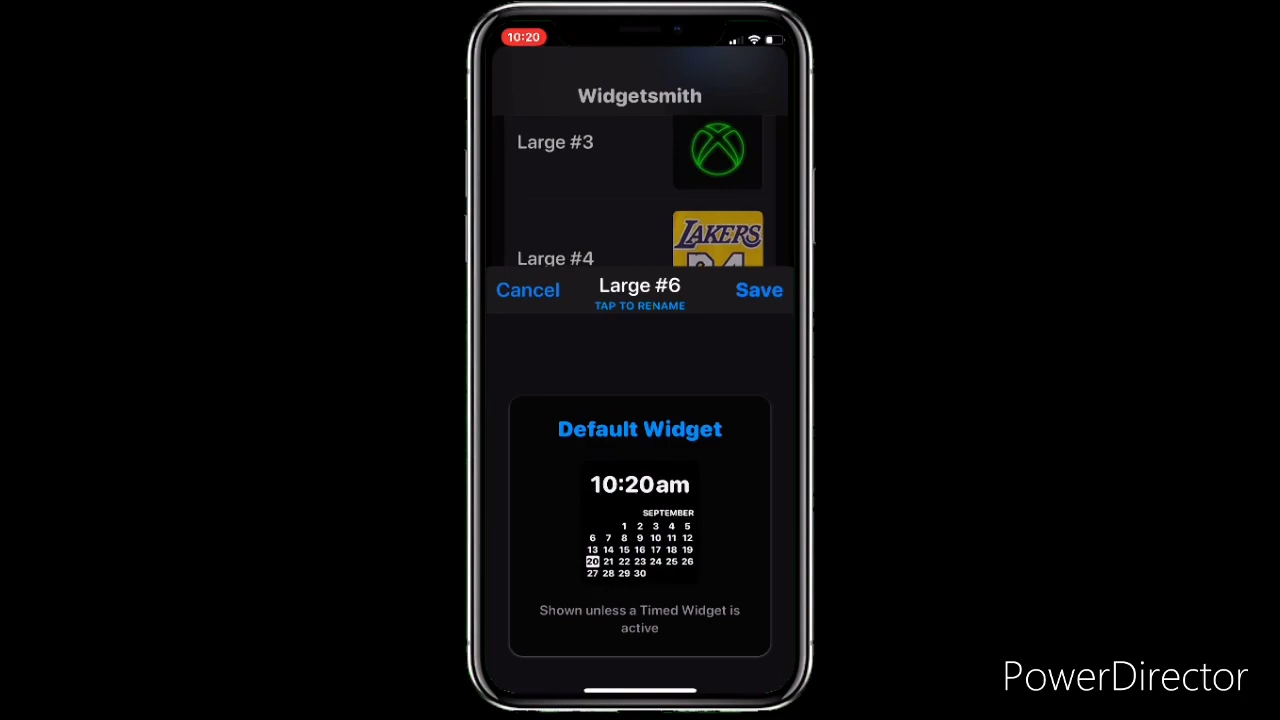 10:20
Widgetsmith
Large #3
LAKERS
Large #4
Cancel
Large #6
Save
TAP TO RENAME
Default Widget
10:20am
SEPTEMBER
1 2 3 4 5
6 7 8 9 10 11 12
13 14 15 16 17 18 19
20 21 22 23 24 25 26
27 28 29 30
Shown unless a Timed Widget is
active
PowerDirector